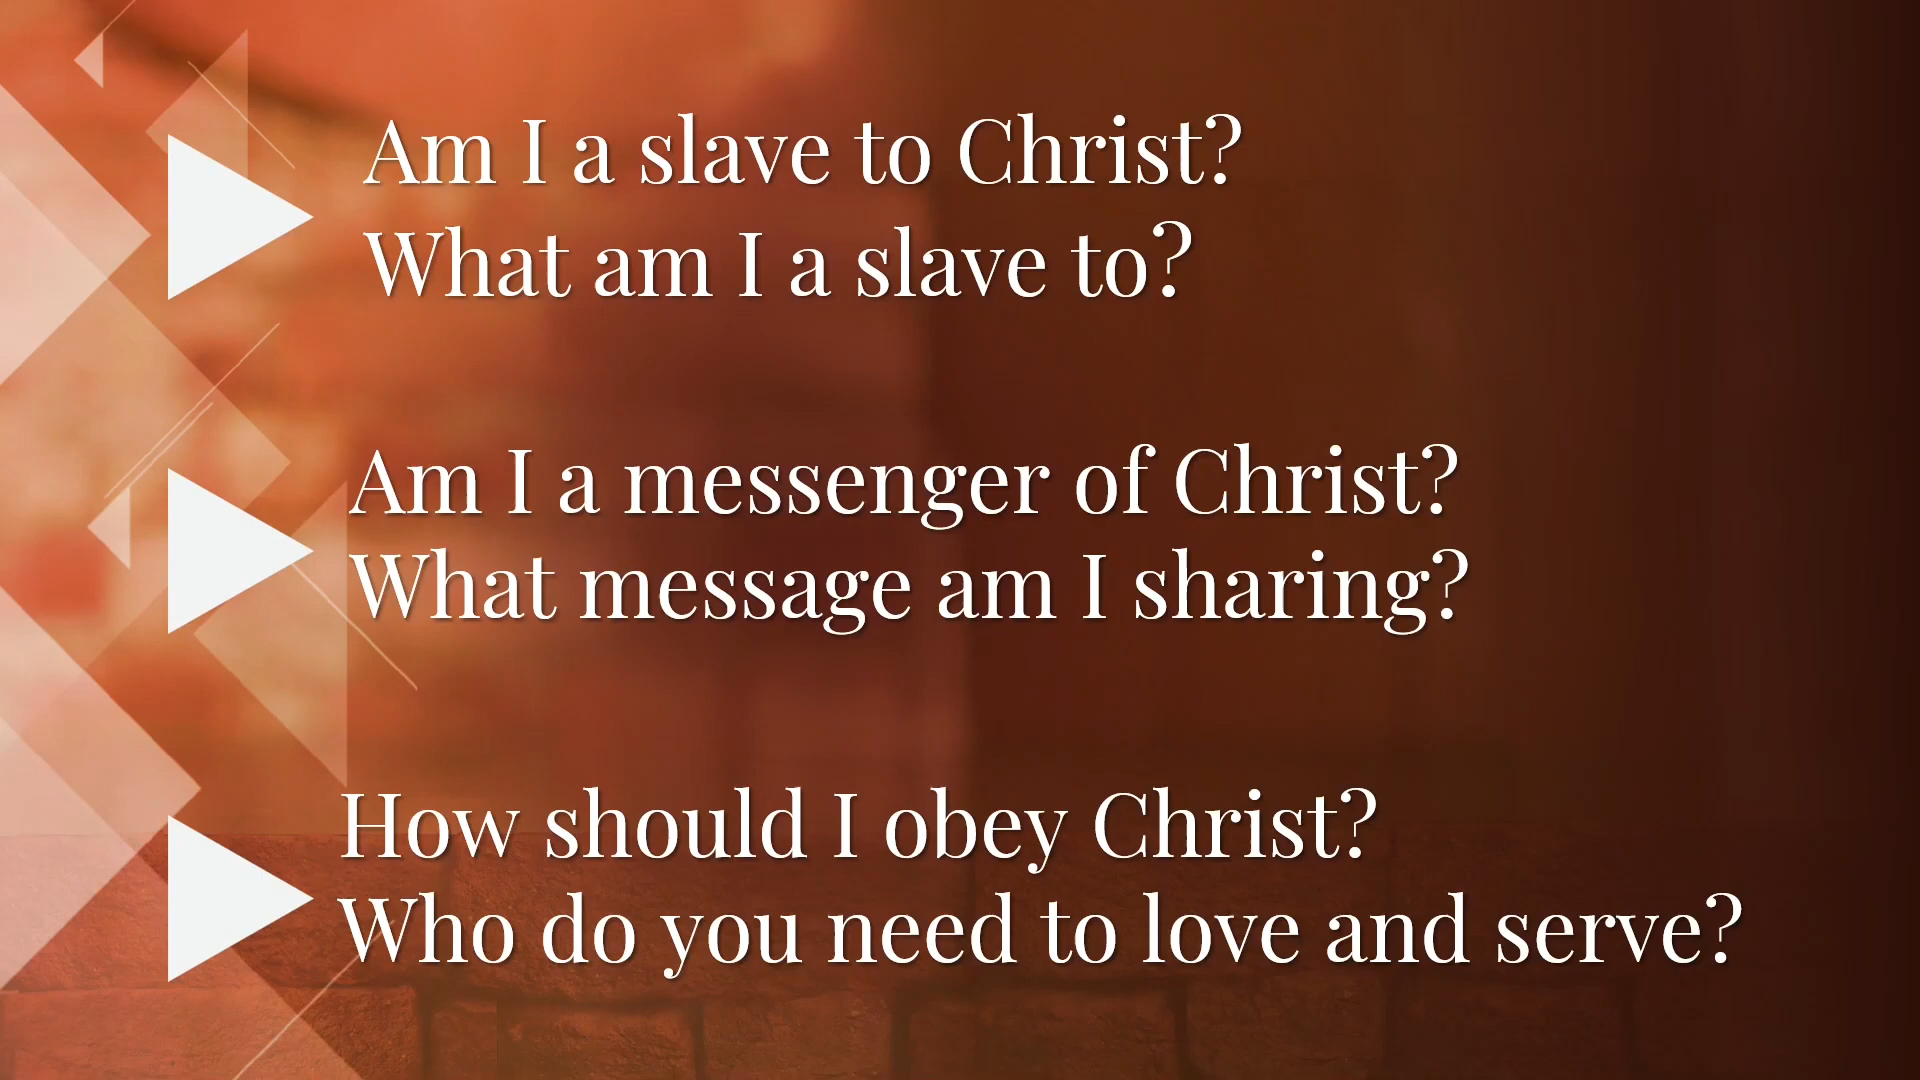 Am I a slave to Christ?
What am I a slave to?
Am I a messenger of Christ?
What message am I sharing?
How should I obey Christ?
Who do you need to love and serve?